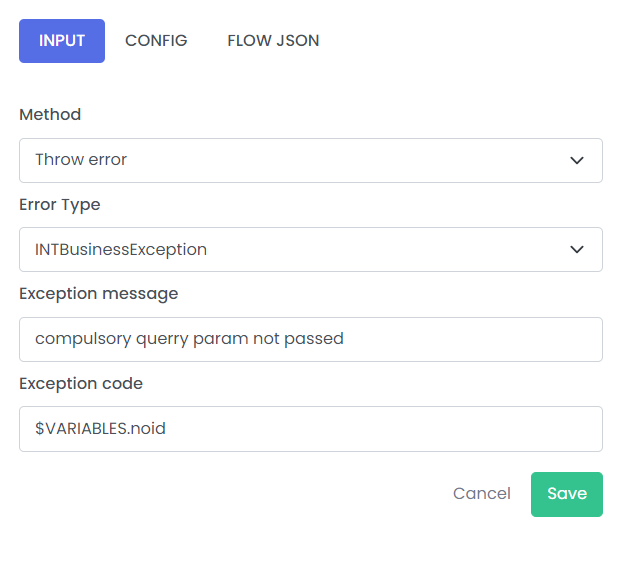 INPUT CONFIG FLOW JSON
Method
Throw error
Error Type
INTBusinessException
Exception message
compulsory querry param not passed
Exception code
$VARIABLES.noid
Cancel Save